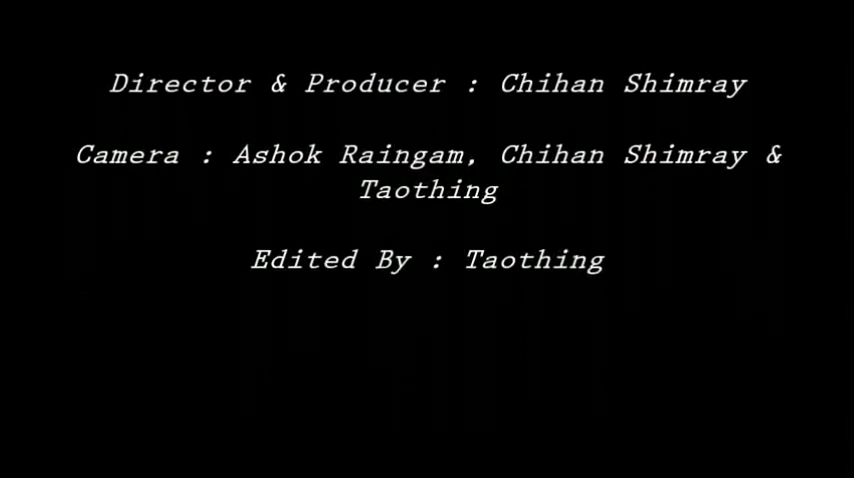 Director & Producer : Chihan Shimray
Camera : Ashok Raingam, Chihan Shimray &
Taothing
Edited By : Taothing